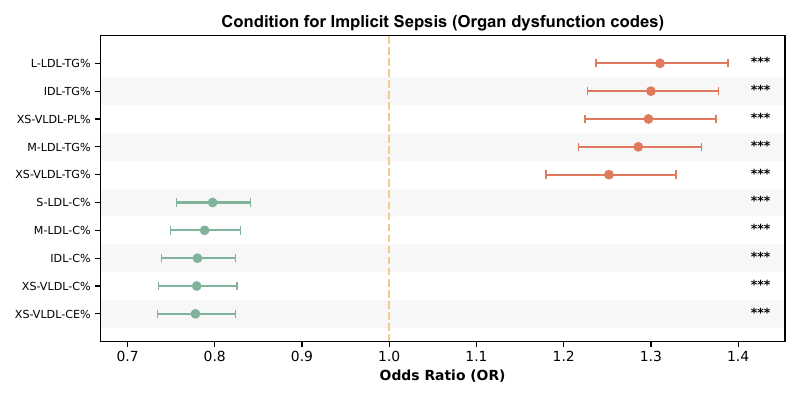 Condition for Implicit Sepsis (Organ dysfunction codes)
L-LDL-TG% ***
IDL-TG% ***
XS-VLDL-PL% ***
M-LDL-TG% ***
XS-VLDL-TG% ***
S-LDL-C% ***
M-LDL-C% ***
IDL-C% ***
XS-VLDL-C% ***
XS-VLDL-CE% ***
0.7 0.8 0.9 1.0 1.1 1.2 1.3 1.4
Odds Ratio (OR)